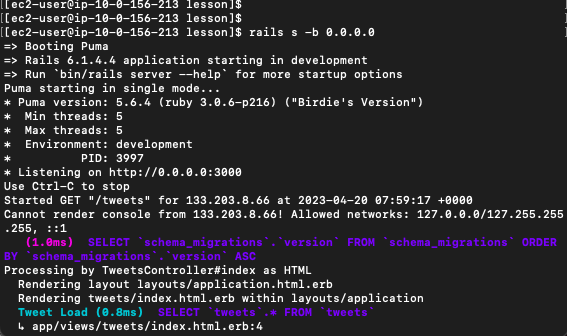 [[ec2-user@ip-10-0-156-213 lesson]$
[[ec2-user@ip-10-0-156-213 lesson]$
[[ec2-user@ip-10-0-156-213 lesson]$ rails s -b 0.0.0.0
=> Booting Puma
=> Rails 6.1.4.4 application starting in development
=> Run `bin/rails server --help` for more startup options
Puma starting in single mode...
* Puma version: 5.6.4 (ruby 3.0.6-p216) ("Birdie's Version")
*  Min threads: 5
*  Max threads: 5
*  Environment: development
*          PID: 3997
* Listening on http://0.0.0.0:3000
Use Ctrl-C to stop
Started GET "/tweets" for 133.203.8.66 at 2023-04-20 07:59:17 +0000
Cannot render console from 133.203.8.66! Allowed networks: 127.0.0.0/127.255.255
.255, ::1
   (1.0ms)  SELECT `schema_migrations`.`version` FROM `schema_migrations` ORDER
BY `schema_migrations`.`version` ASC
Processing by TweetsController#index as HTML
  Rendering layout layouts/application.html.erb
  Rendering tweets/index.html.erb within layouts/application
  Tweet Load (0.8ms)  SELECT `tweets`.* FROM `tweets`
  ↳ app/views/tweets/index.html.erb:4